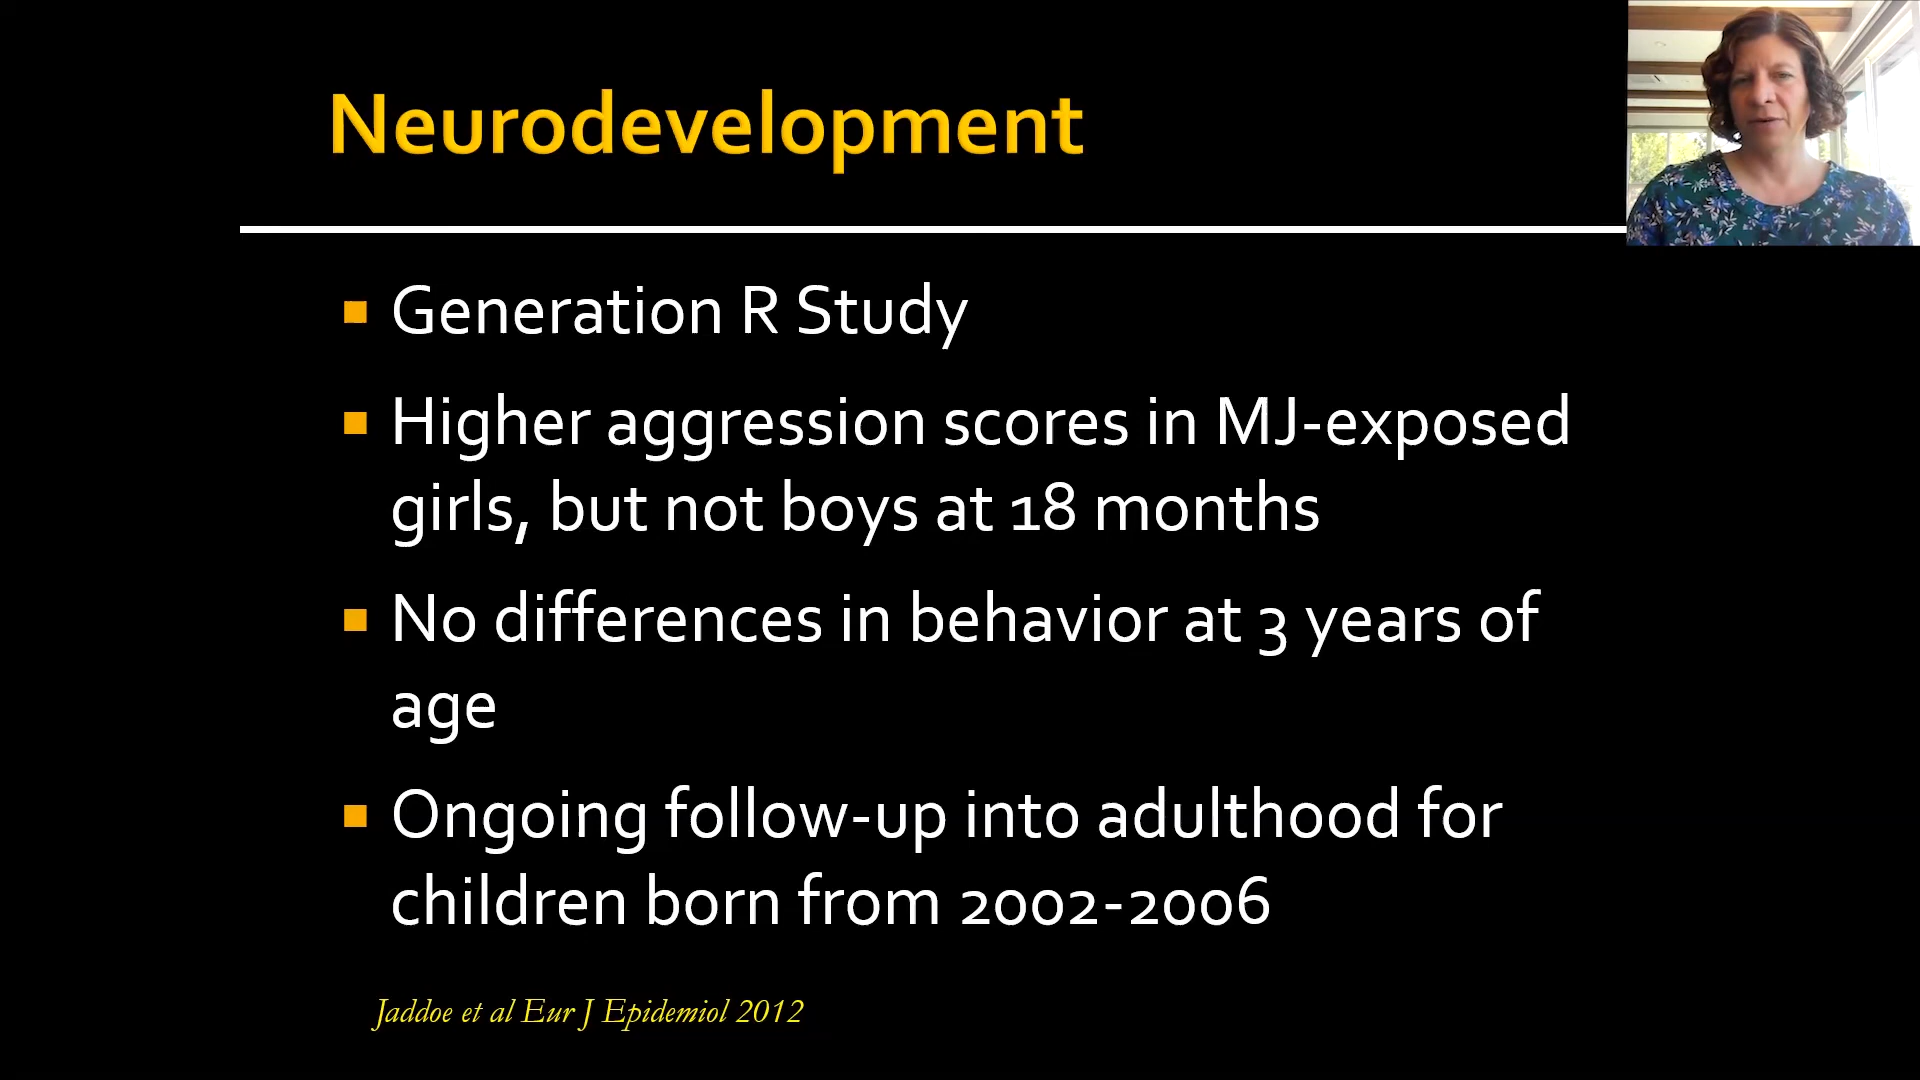 Neurodevelopment
Generation R Study
Higher aggression scores in MJ-exposed
girls, but not boys at 18 months
No differences in behavior at 3 years of
age
Ongoing follow-up into adulthood for
children born from 2002-2006
Jaddoe et al Eur J Epidemiol 2012